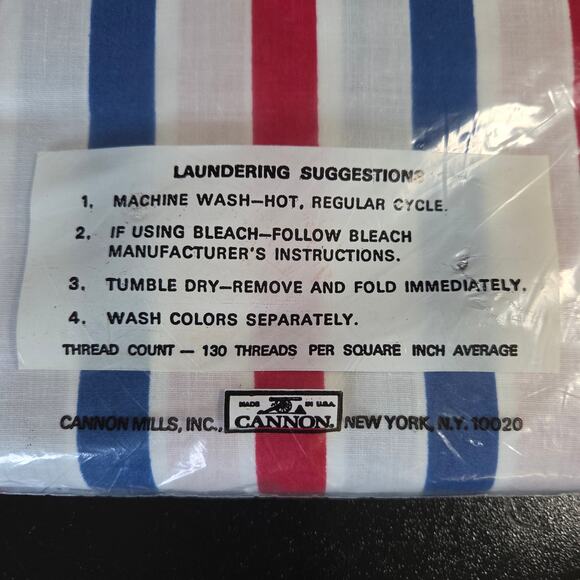 LAUNDERING SUGGESTIONS
1. MACHINE WASH—HOT, REGULAR CYCLE.
2. IF USING BLEACH—FOLLOW BLEACH
MANUFACTURER'S INSTRUCTIONS.
3. TUMBLE DRY—REMOVE AND FOLD IMMEDIATELY.
4. WASH COLORS SEPARATELY.
THREAD COUNT — 130 THREADS PER SQUARE INCH AVERAGE
MADE IN U.S.A.
CANNON MILLS, INC., CANNON® NEW YORK, N.Y. 10020